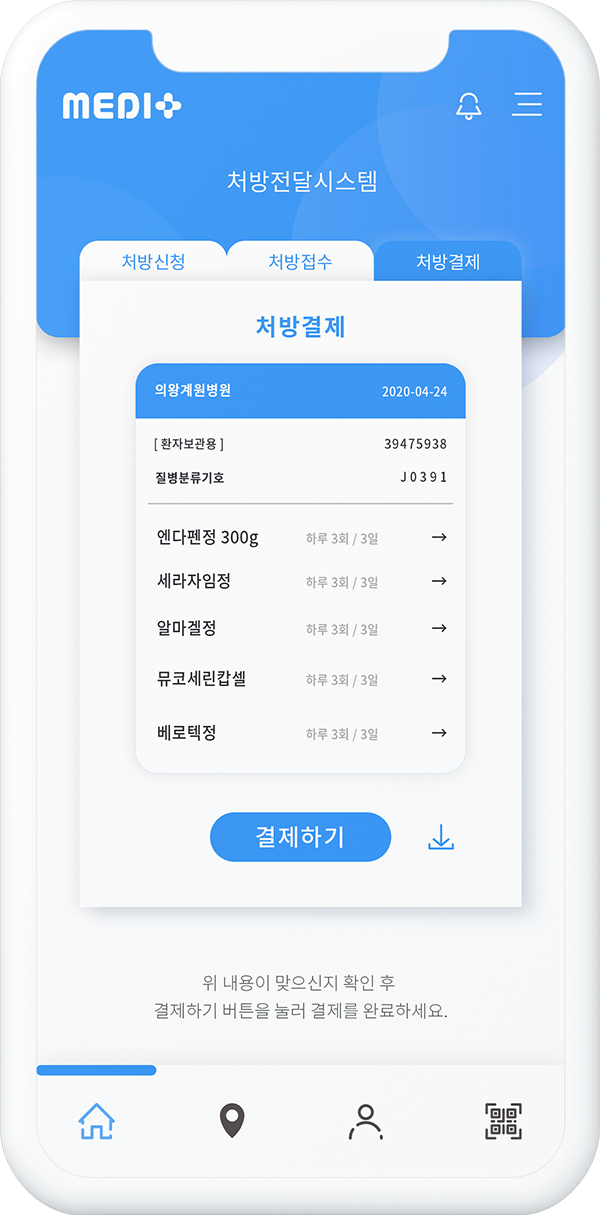 MEDI+
처방전달시스템
처방신청 처방접수 처방결제
처방결제
의왕계원병원 2020-04-24
[ 환자보관용 ] 39475938
질병분류기호 J0391
엔다펜정 300g 하루 3회 / 3일 →
세라자임정 하루 3회 / 3일 →
알마겔정 하루 3회 / 3일 →
뮤코세린캅셀 하루 3회 / 3일 →
베로텍정 하루 3회 / 3일 →
결제하기
위 내용이 맞으신지 확인 후
결제하기 버튼을 눌러 결제를 완료하세요.